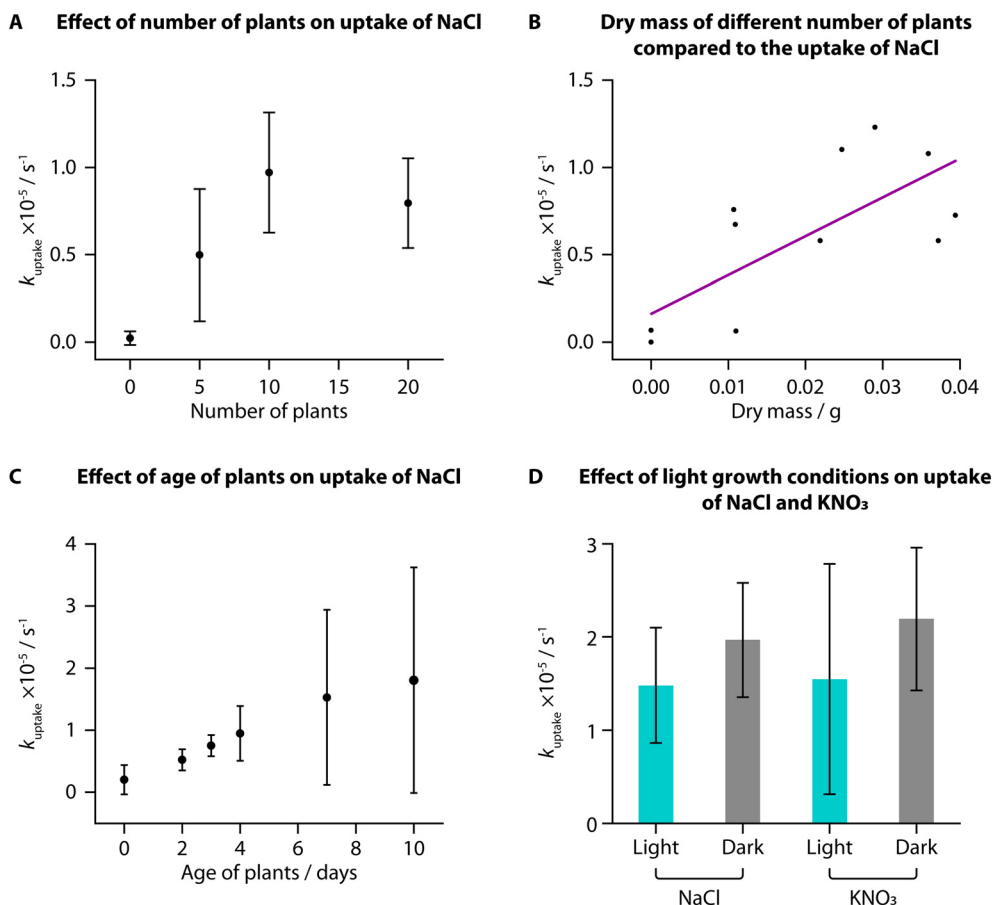 A Effect of number of plants on uptake of NaCl
1.5
1.0
0.5
0.0
k uptake ×10⁻⁵ / s⁻¹
0 5 10 15 20
Number of plants
B Dry mass of different number of plants
compared to the uptake of NaCl
1.5
1.0
0.5
0.0
k uptake ×10⁻⁵ / s⁻¹
0.00 0.01 0.02 0.03 0.04
Dry mass / g
C Effect of age of plants on uptake of NaCl
4
3
2
1
0
k uptake ×10⁻⁵ / s⁻¹
0 2 4 6 8 10
Age of plants / days
D Effect of light growth conditions on uptake
of NaCl and KNO₃
3
2
1
0
k uptake ×10⁻⁵ / s⁻¹
Light Dark Light Dark
NaCl KNO₃